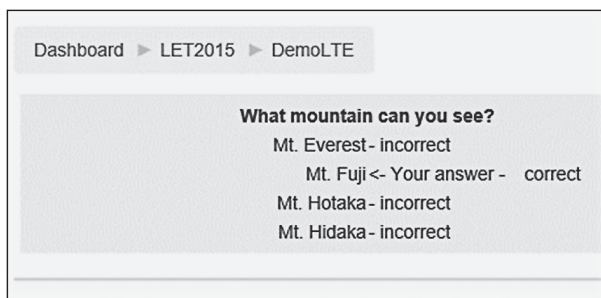 Dashboard ► LET2015 ► DemoLTE
What mountain can you see?
Mt. Everest - incorrect
Mt. Fuji <- Your answer - correct
Mt. Hotaka - incorrect
Mt. Hidaka - incorrect